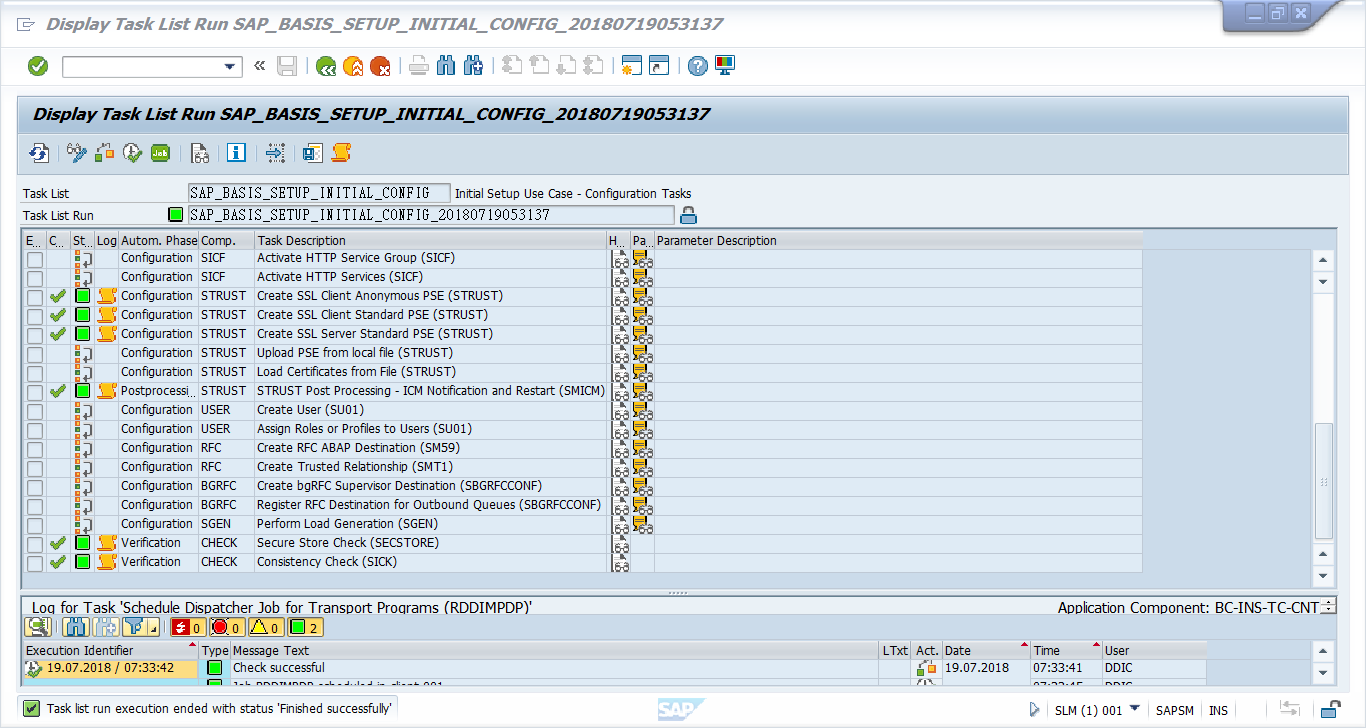 Display Task List Run SAP_BASIS_SETUP_INITIAL_CONFIG_20180719053137
Display Task List Run SAP_BASIS_SETUP_INITIAL_CONFIG_20180719053137
Job
Task List SAP_BASIS_SETUP_INITIAL_CONFIG Initial Setup Use Case - Configuration Tasks
Task List Run SAP_BASIS_SETUP_INITIAL_CONFIG_20180719053137
E... C... St... Log Autom. Phase Comp. Task Description H... Pa... Parameter Description
Configuration SICF Activate HTTP Service Group (SICF)
Configuration SICF Activate HTTP Services (SICF)
Configuration STRUST Create SSL Client Anonymous PSE (STRUST)
Configuration STRUST Create SSL Client Standard PSE (STRUST)
Configuration STRUST Create SSL Server Standard PSE (STRUST)
Configuration STRUST Upload PSE from local file (STRUST)
Configuration STRUST Load Certificates from File (STRUST)
Postprocessi... STRUST STRUST Post Processing - ICM Notification and Restart (SMICM)
Configuration USER Create User (SU01)
Configuration USER Assign Roles or Profiles to Users (SU01)
Configuration RFC Create RFC ABAP Destination (SM59)
Configuration RFC Create Trusted Relationship (SMT1)
Configuration BGRFC Create bgRFC Supervisor Destination (SBGRFCCONF)
Configuration BGRFC Register RFC Destination for Outbound Queues (SBGRFCCONF)
Configuration SGEN Perform Load Generation (SGEN)
Verification CHECK Secure Store Check (SECSTORE)
Verification CHECK Consistency Check (SICK)
Log for Task 'Schedule Dispatcher Job for Transport Programs (RDDIMPDP)' Application Component: BC-INS-TC-CNT
0 0 0 2
Execution Identifier Type Message Text LTxt Act. Date Time User
19.07.2018 / 07:33:42 Check successful 19.07.2018 07:33:41 DDIC
Job RDDIMPDP scheduled in client 001 07:33:45 DDIC
Task list run execution ended with status 'Finished successfully' SAP SLM (1) 001 SAPSM INS